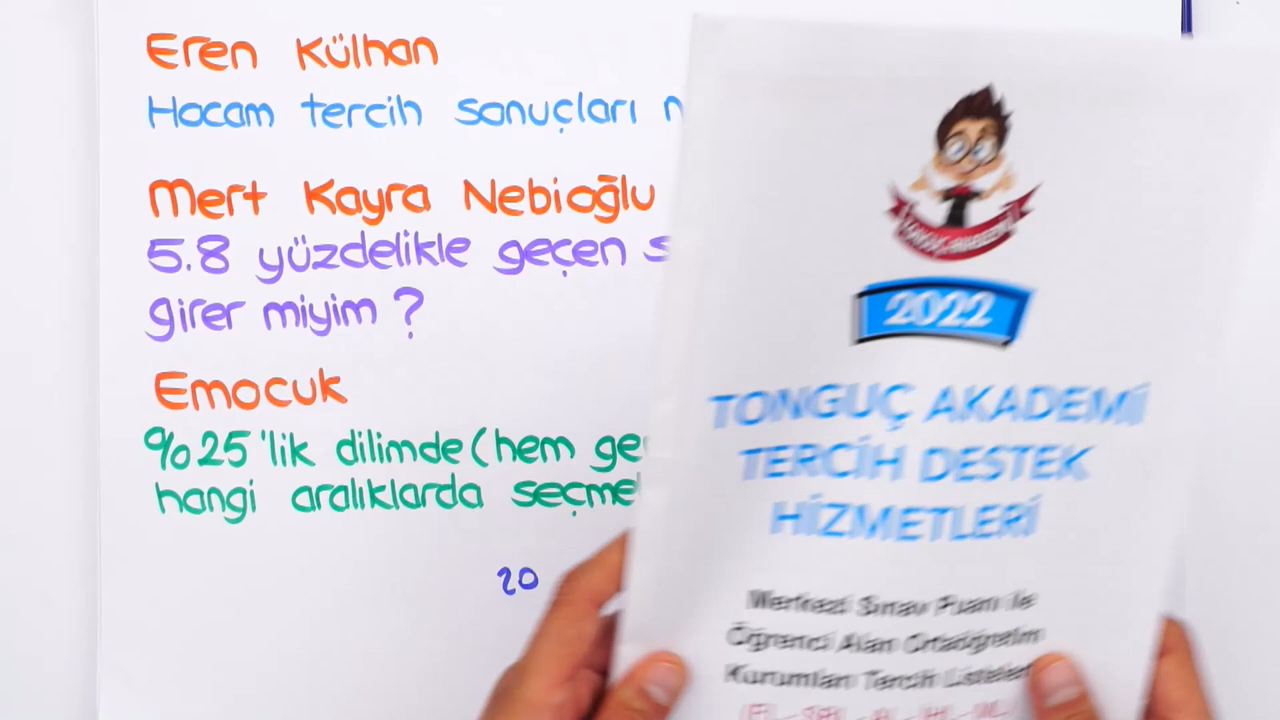 Eren Külhan
Hocam tercih sonuçları
Mert Kayra Nebioğlu
5.8 yüzdelikle geçen
girer miyim ?
Emocuk
%25'lik dilimde (hem
hangi aralıklarda
20
2022
TONGUÇ AKADEMİ
TERCİH DESTEK
HİZMETLERİ
Merkezi Sınav Puanı ile
Öğrenci Alan Ortaöğretim
Kurumları Tercih Listeleri